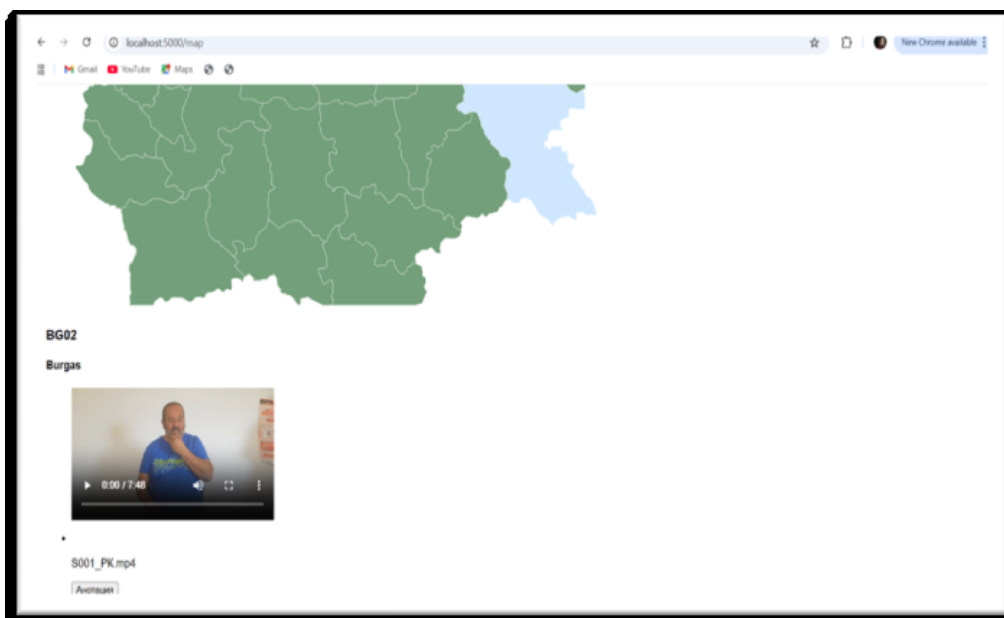 localhost:5000/map
New Chrome available
Gmail YouTube Maps
BG02
Burgas
0:00 / 7:48
S001_PK.mp4
Анотация